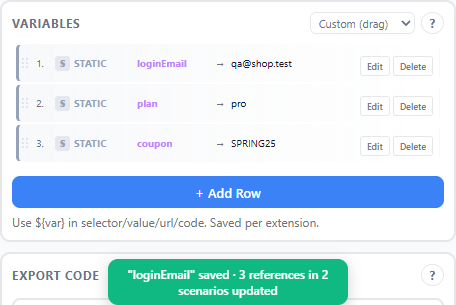 VARIABLES
Custom (drag)
?
1. S STATIC loginEmail → qa@shop.test Edit Delete
2. S STATIC plan → pro Edit Delete
3. S STATIC coupon → SPRING25 Edit Delete
+ Add Row
Use ${var} in selector/value/url/code. Saved per extension.
EXPORT CODE
?
"loginEmail" saved · 3 references in 2
scenarios updated